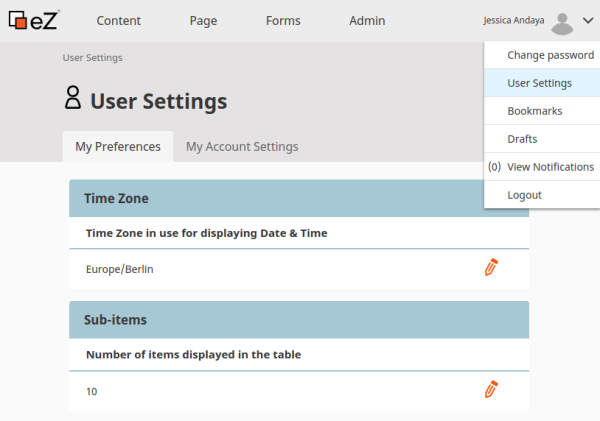 eZ
Content Page Forms Admin
Jessica Andaya
Change password
User Settings
Bookmarks
Drafts
(0) View Notifications
Logout
User Settings
User Settings
My Preferences My Account Settings
Time Zone
Time Zone in use for displaying Date & Time
Europe/Berlin
Sub-items
Number of items displayed in the table
10